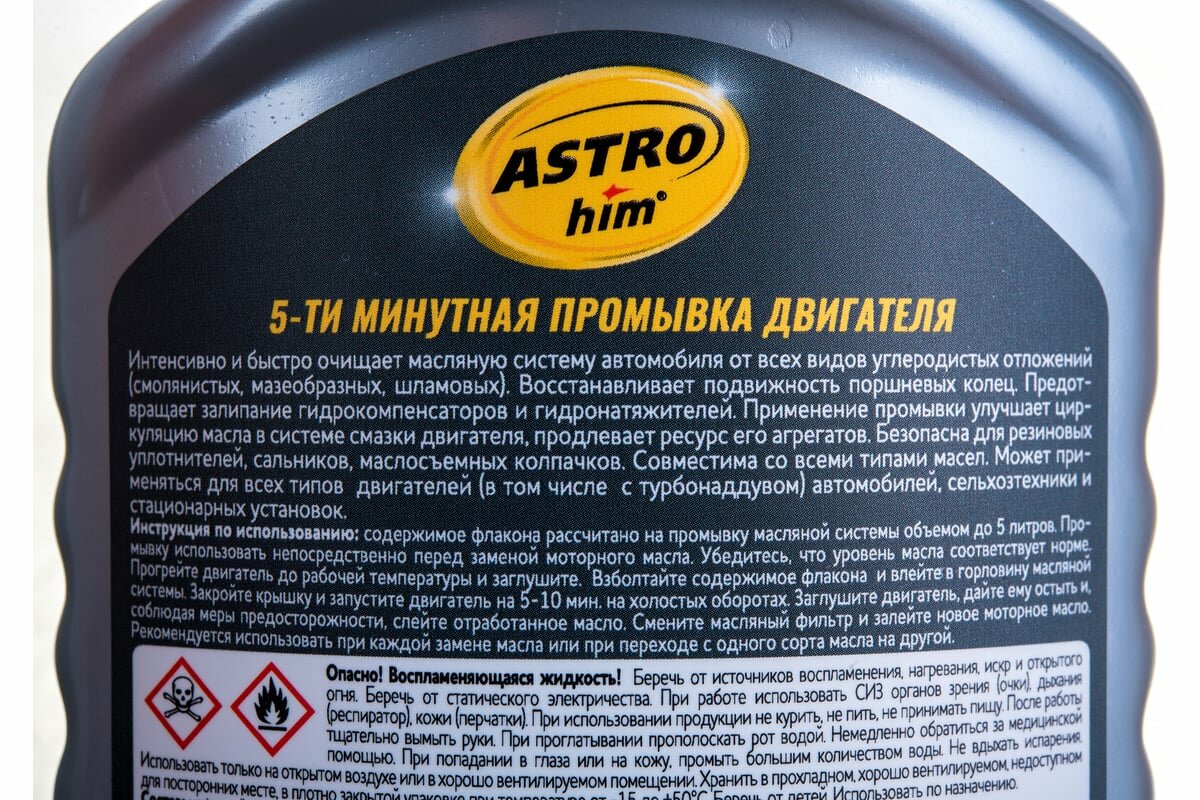 ASTRO
him®
5-ТИ МИНУТНАЯ ПРОМЫВКА ДВИГАТЕЛЯ
Интенсивно и быстро очищает масляную систему автомобиля от всех видов углеродистых отложений
(смолянистых, мазеобразных, шламовых). Восстанавливает подвижность поршневых колец. Предот-
вращает залипание гидрокомпенсаторов и гидронатяжителей. Применение промывки улучшает цир-
куляцию масла в системе смазки двигателя, продлевает ресурс его агрегатов. Безопасна для резиновых
уплотнителей, сальников, маслосъемных колпачков. Совместима со всеми типами масел. Может при-
меняться для всех типов двигателей (в том числе с турбонаддувом) автомобилей, сельхозтехники и
стационарных установок.
Инструкция по использованию: содержимое флакона рассчитано на промывку масляной системы объемом до 5 литров. Про-
мывку использовать непосредственно перед заменой моторного масла. Убедитесь, что уровень масла соответствует норме.
Прогрейте двигатель до рабочей температуры и заглушите. Взболтайте содержимое флакона и влейте в горловину масляной
системы. Закройте крышку и запустите двигатель на 5-10 мин. на холостых оборотах. Заглушите двигатель, дайте ему остыть и,
соблюдая меры предосторожности, слейте отработанное масло. Смените масляный фильтр и залейте новое моторное масло.
Рекомендуется использовать при каждой замене масла или при переходе с одного сорта масла на другой.
Опасно! Воспламеняющаяся жидкость! Беречь от источников воспламенения, нагревания, искр и открытого
огня. Беречь от статического электричества. При работе использовать СИЗ органов зрения (очки), дыхания
(респиратор), кожи (перчатки). При использовании продукции не курить, не пить, не принимать пищу. После работы
тщательно вымыть руки. При проглатывании прополоскать рот водой. Немедленно обратиться за медицинской
помощью. При попадании в глаза или на кожу, промыть большим количеством воды. Не вдыхать испарения.
Использовать только на открытом воздухе или в хорошо вентилируемом помещении. Хранить в прохладном, хорошо вентилируемом, недоступном
для посторонних месте, в плотно закрытой упаковке при температуре от -15 до +50°С. Беречь от детей. Использовать по назначению.